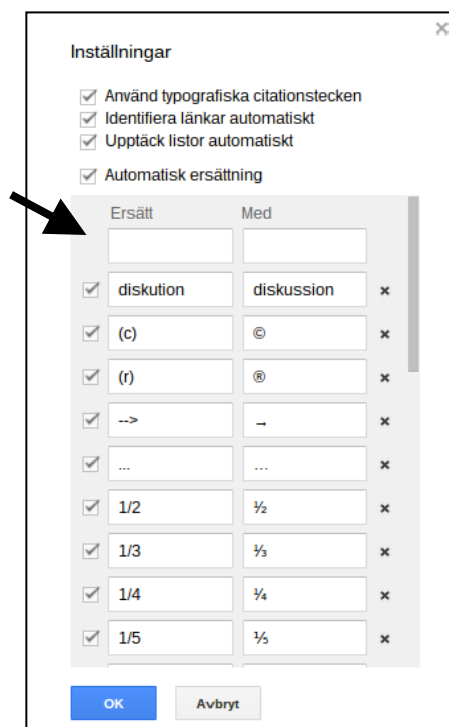 Inställningar
Använd typografiska citationstecken
Identifiera länkar automatiskt
Upptäck listor automatiskt
Automatisk ersättning
Ersätt Med
diskution diskussion
(c) ©
(r) ®
--> →
... …
1/2 ½
1/3 ⅓
1/4 ¼
1/5 ⅕
OK Avbryt